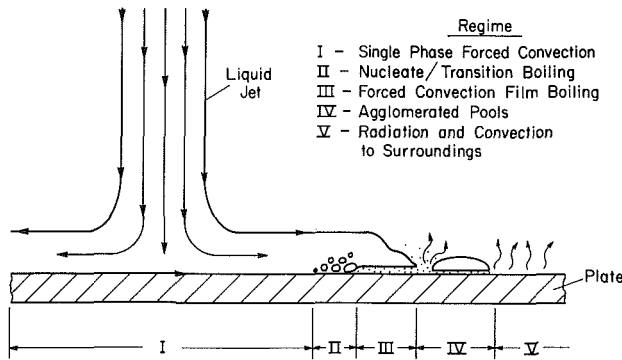 Regime
I – Single Phase Forced Convection
II – Nucleate/Transition Boiling
III – Forced Convection Film Boiling
IV – Agglomerated Pools
V – Radiation and Convection
to Surroundings
Liquid
Jet
Plate
I II III IV V